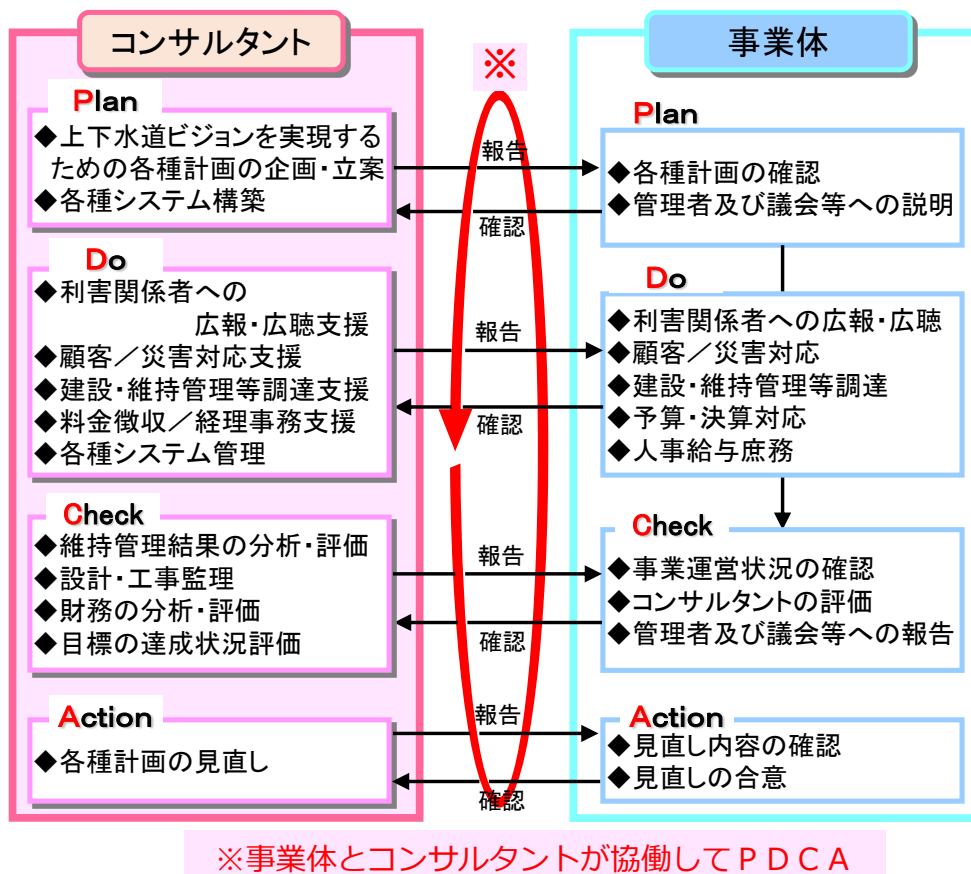 コンサルタント
事業体
※
Plan
◆上下水道ビジョンを実現する
ための各種計画の企画・立案
◆各種システム構築
報告
確認
Plan
◆各種計画の確認
◆管理者及び議会等への説明
Do
◆利害関係者への
広報・広聴支援
◆顧客／災害対応支援
◆建設・維持管理等調達支援
◆料金徴収／経理事務支援
◆各種システム管理
報告
確認
Do
◆利害関係者への広報・広聴
◆顧客／災害対応
◆建設・維持管理等調達
◆予算・決算対応
◆人事給与庶務
Check
◆維持管理結果の分析・評価
◆設計・工事監理
◆財務の分析・評価
◆目標の達成状況評価
報告
確認
Check
◆事業運営状況の確認
◆コンサルタントの評価
◆管理者及び議会等への報告
Action
◆各種計画の見直し
報告
確認
Action
◆見直し内容の確認
◆見直しの合意
※事業体とコンサルタントが協働してＰＤＣＡ